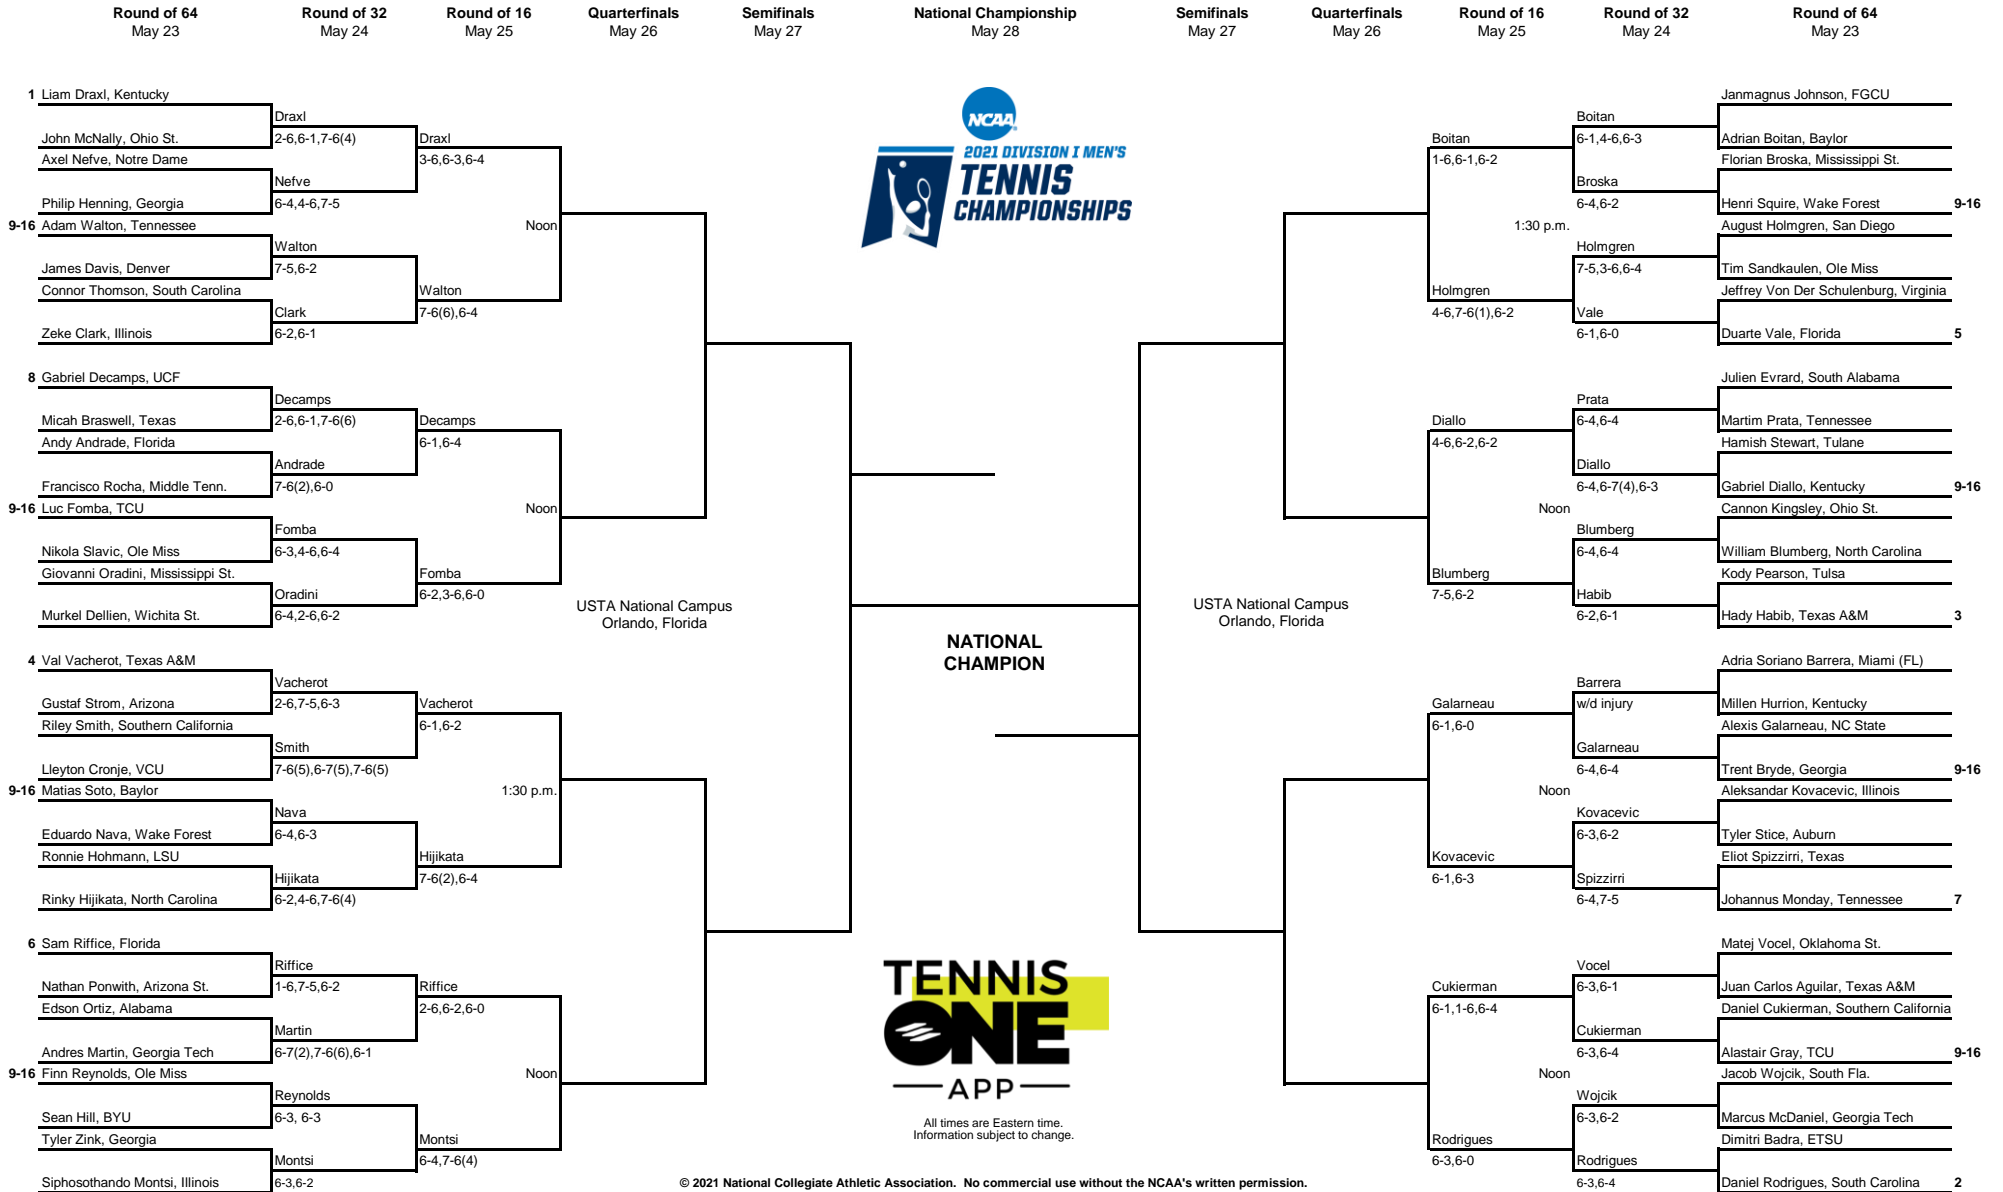 Round of 64 Round of 32 Round of 16 Quarterfinals Semifinals National Championship Semifinals Quarterfinals Round of 16 Round of 32 Round of 64
May 23 May 24 May 25 May 26 May 27 May 28 May 27 May 26 May 25 May 24 May 23
1 Liam Draxl, Kentucky
Draxl
John McNally, Ohio St.
2-6,6-1,7-6(4)
Draxl
Axel Nefve, Notre Dame
3-6,6-3,6-4
Nefve
Philip Henning, Georgia
6-4,4-6,7-5
9-16 Adam Walton, Tennessee
Noon
Walton
James Davis, Denver
7-5,6-2
Connor Thomson, South Carolina
Walton
Clark
7-6(6),6-4
Zeke Clark, Illinois
6-2,6-1
8 Gabriel Decamps, UCF
Decamps
Micah Braswell, Texas
2-6,6-1,7-6(6)
Decamps
Andy Andrade, Florida
6-1,6-4
Andrade
Francisco Rocha, Middle Tenn.
7-6(2),6-0
9-16 Luc Fomba, TCU
Noon
Fomba
Nikola Slavic, Ole Miss
6-3,4-6,6-4
Giovanni Oradini, Mississippi St.
Fomba
Oradini
6-2,3-6,6-0
Murkel Dellien, Wichita St.
6-4,2-6,6-2
USTA National Campus
Orlando, Florida
4 Val Vacherot, Texas A&M
Vacherot
Gustaf Strom, Arizona
2-6,7-5,6-3
Vacherot
Riley Smith, Southern California
6-1,6-2
Smith
Lleyton Cronje, VCU
7-6(5),6-7(5),7-6(5)
9-16 Matias Soto, Baylor
1:30 p.m.
Nava
Eduardo Nava, Wake Forest
6-4,6-3
Ronnie Hohmann, LSU
Hijikata
Hijikata
7-6(2),6-4
Rinky Hijikata, North Carolina
6-2,4-6,7-6(4)
6 Sam Riffice, Florida
Riffice
Nathan Ponwith, Arizona St.
1-6,7-5,6-2
Riffice
Edson Ortiz, Alabama
2-6,6-2,6-0
Martin
Andres Martin, Georgia Tech
6-7(2),7-6(6),6-1
9-16 Finn Reynolds, Ole Miss
Noon
Reynolds
Sean Hill, BYU
6-3, 6-3
Tyler Zink, Georgia
Montsi
Montsi
6-4,7-6(4)
Siphosothando Montsi, Illinois
6-3,6-2
NCAA
2021 DIVISION I MEN'S
TENNIS
CHAMPIONSHIPS
NATIONAL
CHAMPION
TENNIS
ONE
APP
All times are Eastern time.
Information subject to change.
Janmagnus Johnson, FGCU
Boitan
Boitan
6-1,4-6,6-3
Adrian Boitan, Baylor
1-6,6-1,6-2
Florian Broska, Mississippi St.
Broska
6-4,6-2
Henri Squire, Wake Forest 9-16
1:30 p.m.
August Holmgren, San Diego
Holmgren
7-5,3-6,6-4
Tim Sandkaulen, Ole Miss
Holmgren
Jeffrey Von Der Schulenburg, Virginia
4-6,7-6(1),6-2
Vale
6-1,6-0
Duarte Vale, Florida 5
Julien Evrard, South Alabama
Prata
Diallo
6-4,6-4
Martim Prata, Tennessee
4-6,6-2,6-2
Hamish Stewart, Tulane
Diallo
6-4,6-7(4),6-3
Gabriel Diallo, Kentucky 9-16
Noon
Cannon Kingsley, Ohio St.
Blumberg
6-4,6-4
William Blumberg, North Carolina
Blumberg
Kody Pearson, Tulsa
7-5,6-2
Habib
6-2,6-1
Hady Habib, Texas A&M 3
USTA National Campus
Orlando, Florida
Adria Soriano Barrera, Miami (FL)
Barrera
Galarneau
w/d injury
Millen Hurrion, Kentucky
6-1,6-0
Alexis Galarneau, NC State
Galarneau
6-4,6-4
Trent Bryde, Georgia 9-16
Noon
Aleksandar Kovacevic, Illinois
Kovacevic
6-3,6-2
Tyler Stice, Auburn
Kovacevic
Eliot Spizzirri, Texas
6-1,6-3
Spizzirri
6-4,7-5
Johannus Monday, Tennessee 7
Matej Vocel, Oklahoma St.
Vocel
Cukierman
6-3,6-1
Juan Carlos Aguilar, Texas A&M
6-1,1-6,6-4
Daniel Cukierman, Southern California
Cukierman
6-3,6-4
Alastair Gray, TCU 9-16
Noon
Jacob Wojcik, South Fla.
Wojcik
6-3,6-2
Marcus McDaniel, Georgia Tech
Rodrigues
Dimitri Badra, ETSU
6-3,6-0
Rodrigues
6-3,6-4
Daniel Rodrigues, South Carolina 2
© 2021 National Collegiate Athletic Association. No commercial use without the NCAA's written permission.